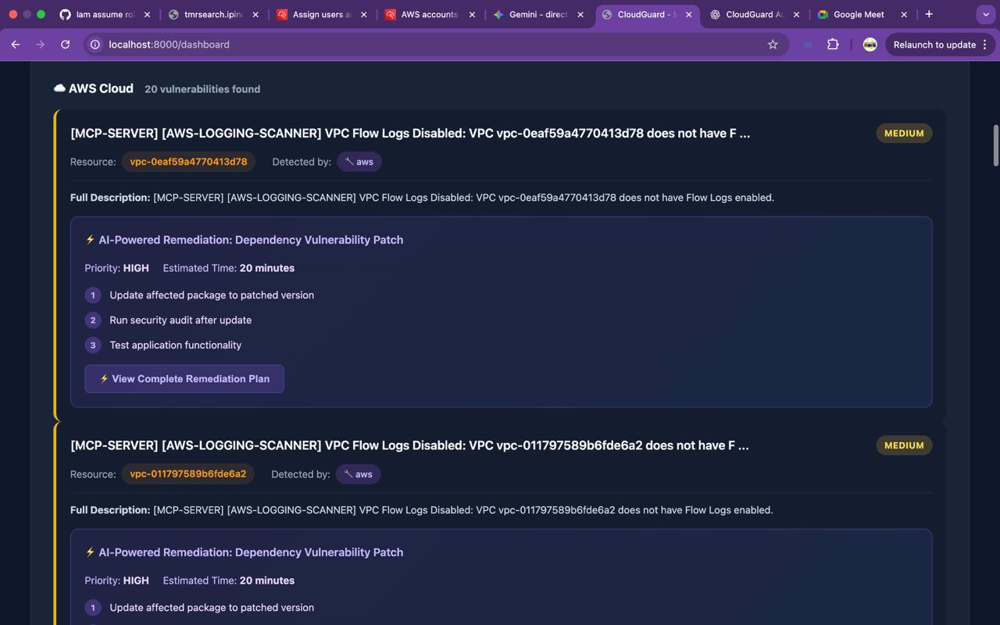 Iam assume ro
tmrsearch.ipin
Assign users a
AWS accounts
Gemini - direct
CloudGuard - 
CloudGuard Au
Google Meet
localhost:8000/dashboard
Relaunch to update
AWS Cloud 20 vulnerabilities found
[MCP-SERVER] [AWS-LOGGING-SCANNER] VPC Flow Logs Disabled: VPC vpc-0eaf59a4770413d78 does not have F ...
MEDIUM
Resource: vpc-0eaf59a4770413d78 Detected by: aws
Full Description: [MCP-SERVER] [AWS-LOGGING-SCANNER] VPC Flow Logs Disabled: VPC vpc-0eaf59a4770413d78 does not have Flow Logs enabled.
⚡ AI-Powered Remediation: Dependency Vulnerability Patch
Priority: HIGH Estimated Time: 20 minutes
1 Update affected package to patched version
2 Run security audit after update
3 Test application functionality
⚡ View Complete Remediation Plan
[MCP-SERVER] [AWS-LOGGING-SCANNER] VPC Flow Logs Disabled: VPC vpc-011797589b6fde6a2 does not have F ...
MEDIUM
Resource: vpc-011797589b6fde6a2 Detected by: aws
Full Description: [MCP-SERVER] [AWS-LOGGING-SCANNER] VPC Flow Logs Disabled: VPC vpc-011797589b6fde6a2 does not have Flow Logs enabled.
⚡ AI-Powered Remediation: Dependency Vulnerability Patch
Priority: HIGH Estimated Time: 20 minutes
1 Update affected package to patched version